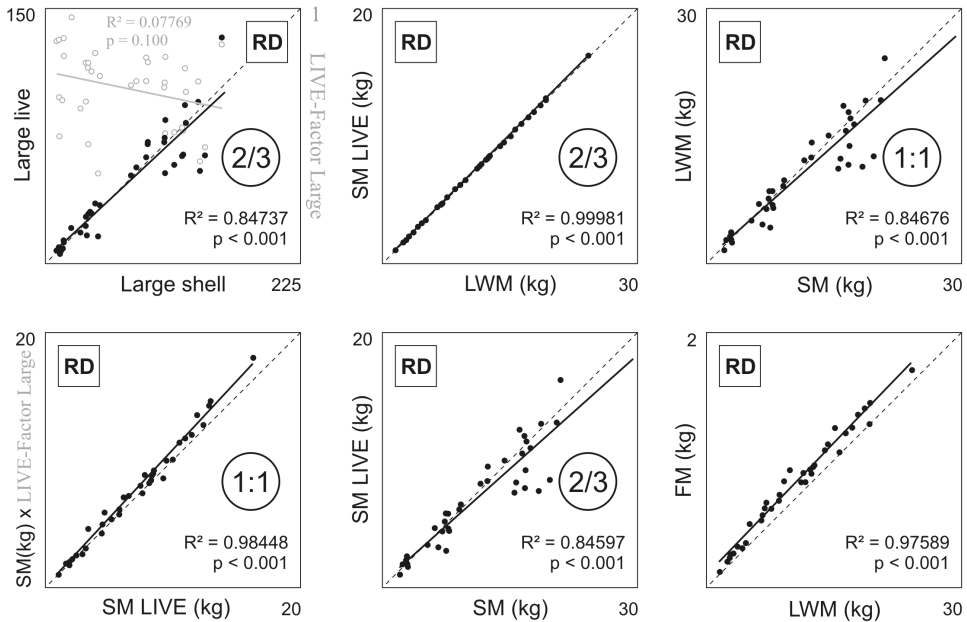 150
R² = 0.07769
p = 0.100
RD
1
Large live
LIVE-Factor Large
2/3
R² = 0.84737
p < 0.001
Large shell
225
20
RD
SM LIVE (kg)
2/3
R² = 0.99981
p < 0.001
LWM (kg)
30
30
RD
LWM (kg)
1:1
R² = 0.84676
p < 0.001
SM (kg)
30
20
RD
SM(kg) x LIVE-Factor Large
1:1
R² = 0.98448
p < 0.001
SM LIVE (kg)
20
20
RD
SM LIVE (kg)
2/3
R² = 0.84597
p < 0.001
SM (kg)
30
2
RD
FM (kg)
R² = 0.97589
p < 0.001
LWM (kg)
30